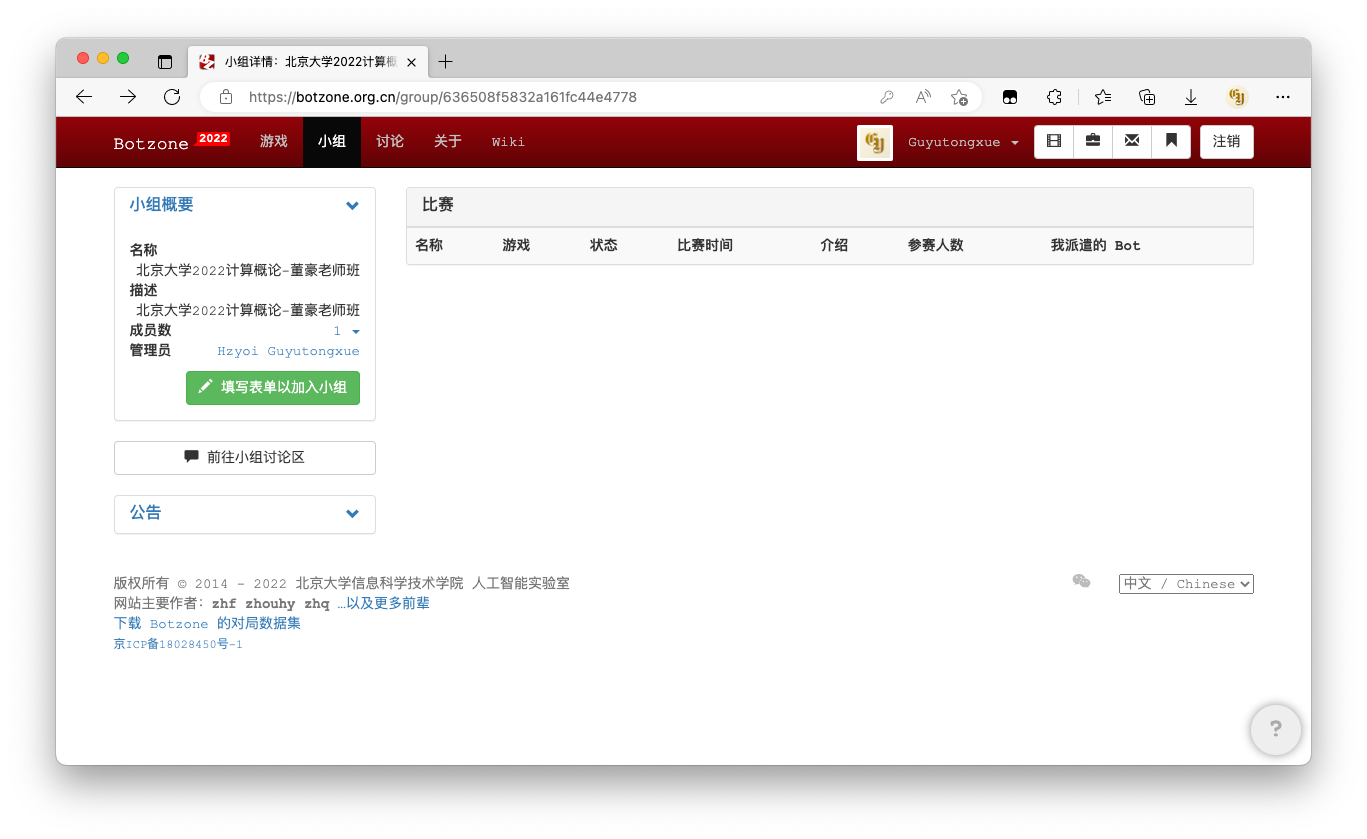 小组详情：北京大学2022计算概
https://botzone.org.cn/group/636508f5832a161fc44e4778
Botzone 2022 游戏 小组 讨论 关于 Wiki Guyutongxue 注销
小组概要
名称
北京大学2022计算概论-董豪老师班
描述
北京大学2022计算概论-董豪老师班
成员数 1
管理员 Hzyoi Guyutongxue
填写表单以加入小组
前往小组讨论区
公告
比赛
名称 游戏 状态 比赛时间 介绍 参赛人数 我派遣的 Bot
版权所有 © 2014 - 2022 北京大学信息科学技术学院 人工智能实验室
网站主要作者：zhf zhouhy zhq …以及更多前辈
下载 Botzone 的对局数据集
京ICP备18028450号-1
中文 / Chinese
?